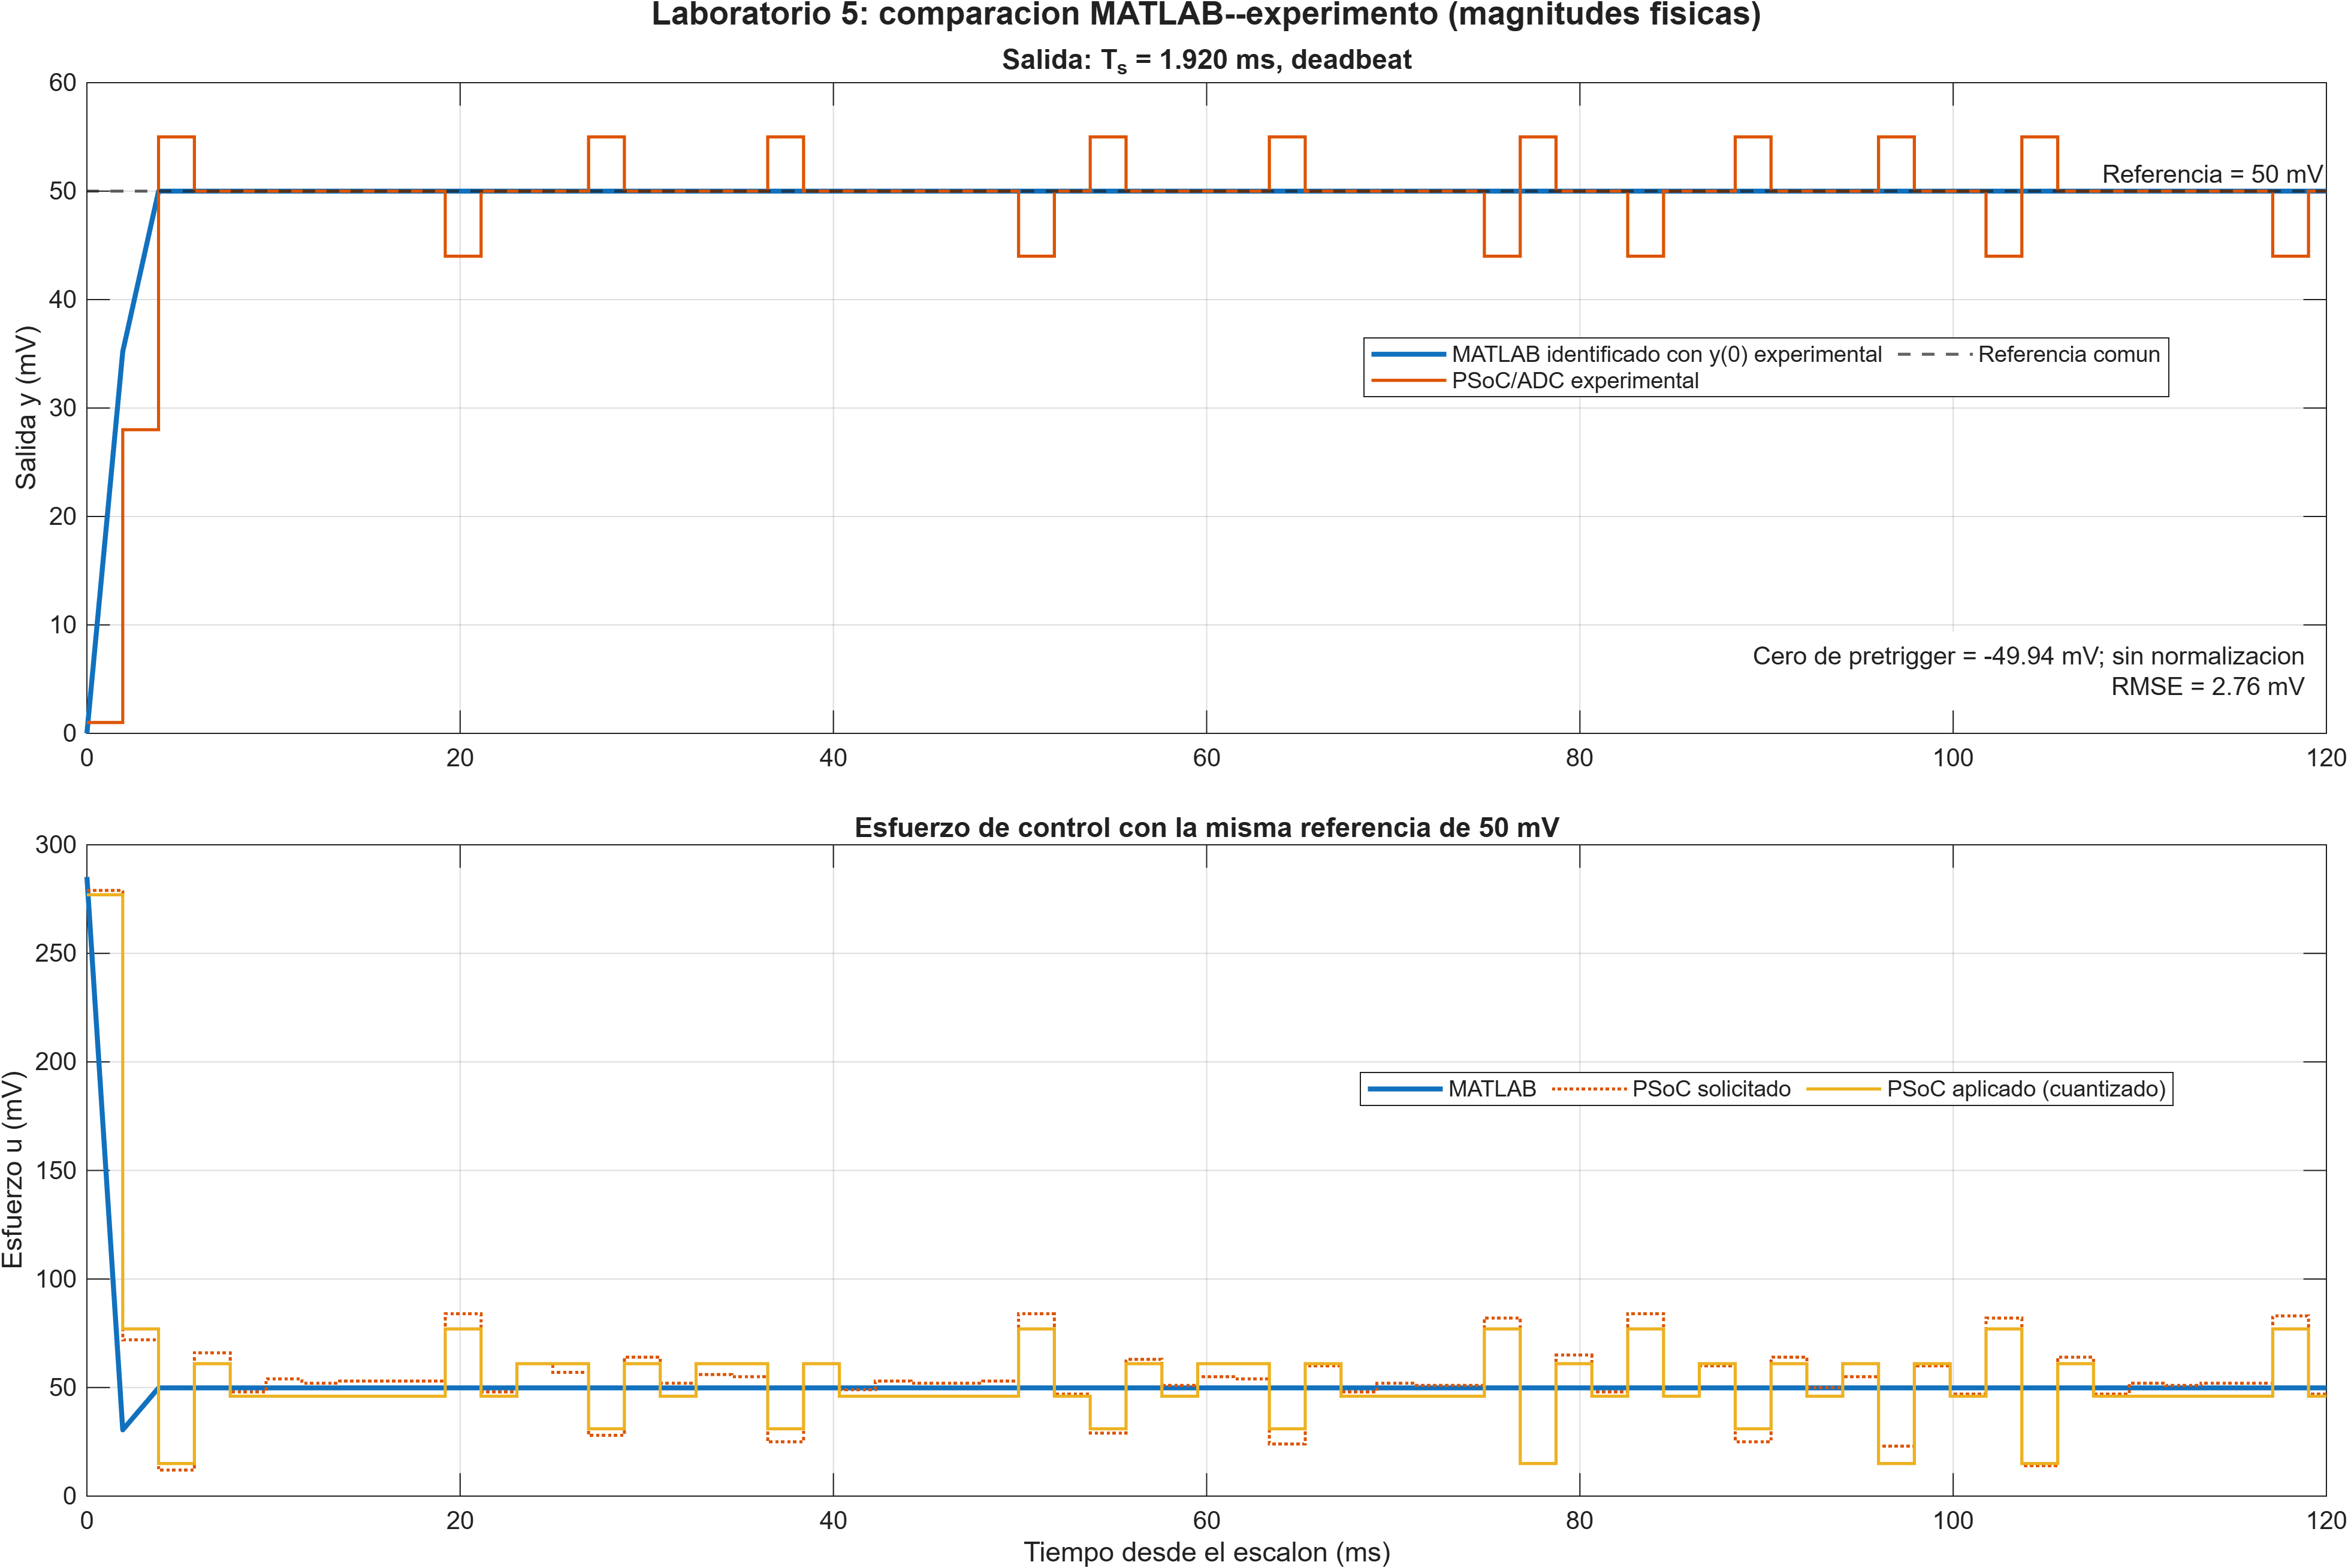 Laboratorio 5: comparacion MATLAB--experimento (magnitudes fisicas)
Salida: Ts = 1.920 ms, deadbeat
60
50
40
30
20
10
0
Salida y (mV)
Referencia = 50 mV
MATLAB identificado con y(0) experimental
Referencia comun
PSoC/ADC experimental
Cero de pretrigger = -49.94 mV; sin normalizacion
RMSE = 2.76 mV
0 20 40 60 80 100 120
Esfuerzo de control con la misma referencia de 50 mV
300
250
200
150
100
50
0
Esfuerzo u (mV)
MATLAB PSoC solicitado PSoC aplicado (cuantizado)
0 20 40 60 80 100 120
Tiempo desde el escalon (ms)